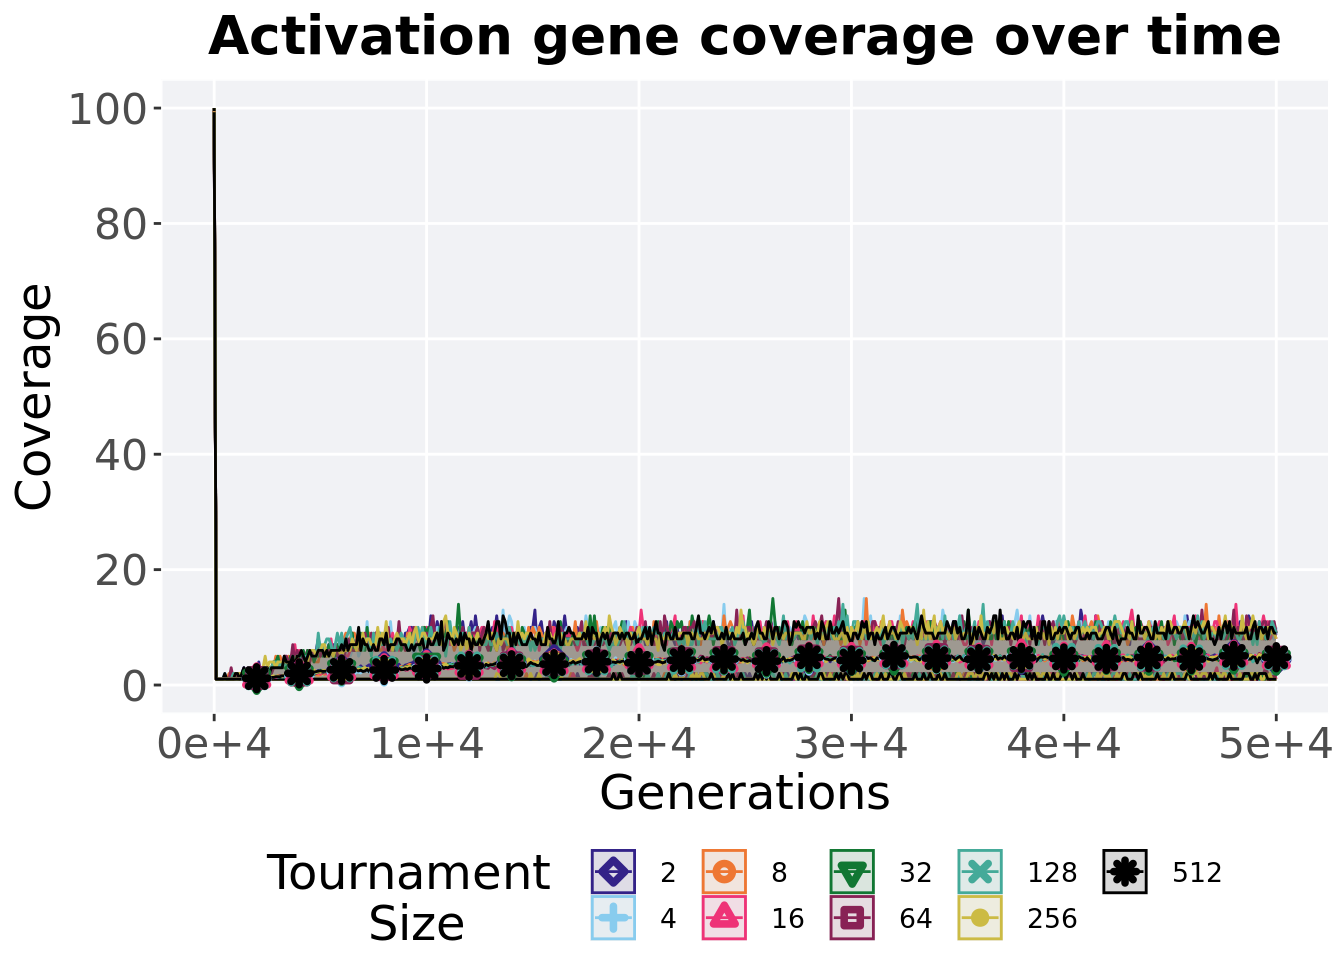 Activation gene coverage over time
100
80
60
40
20
0
Coverage
0e+4 1e+4 2e+4 3e+4 4e+4 5e+4
Generations
Tournament
Size
2 8 32 128 512
4 16 64 256